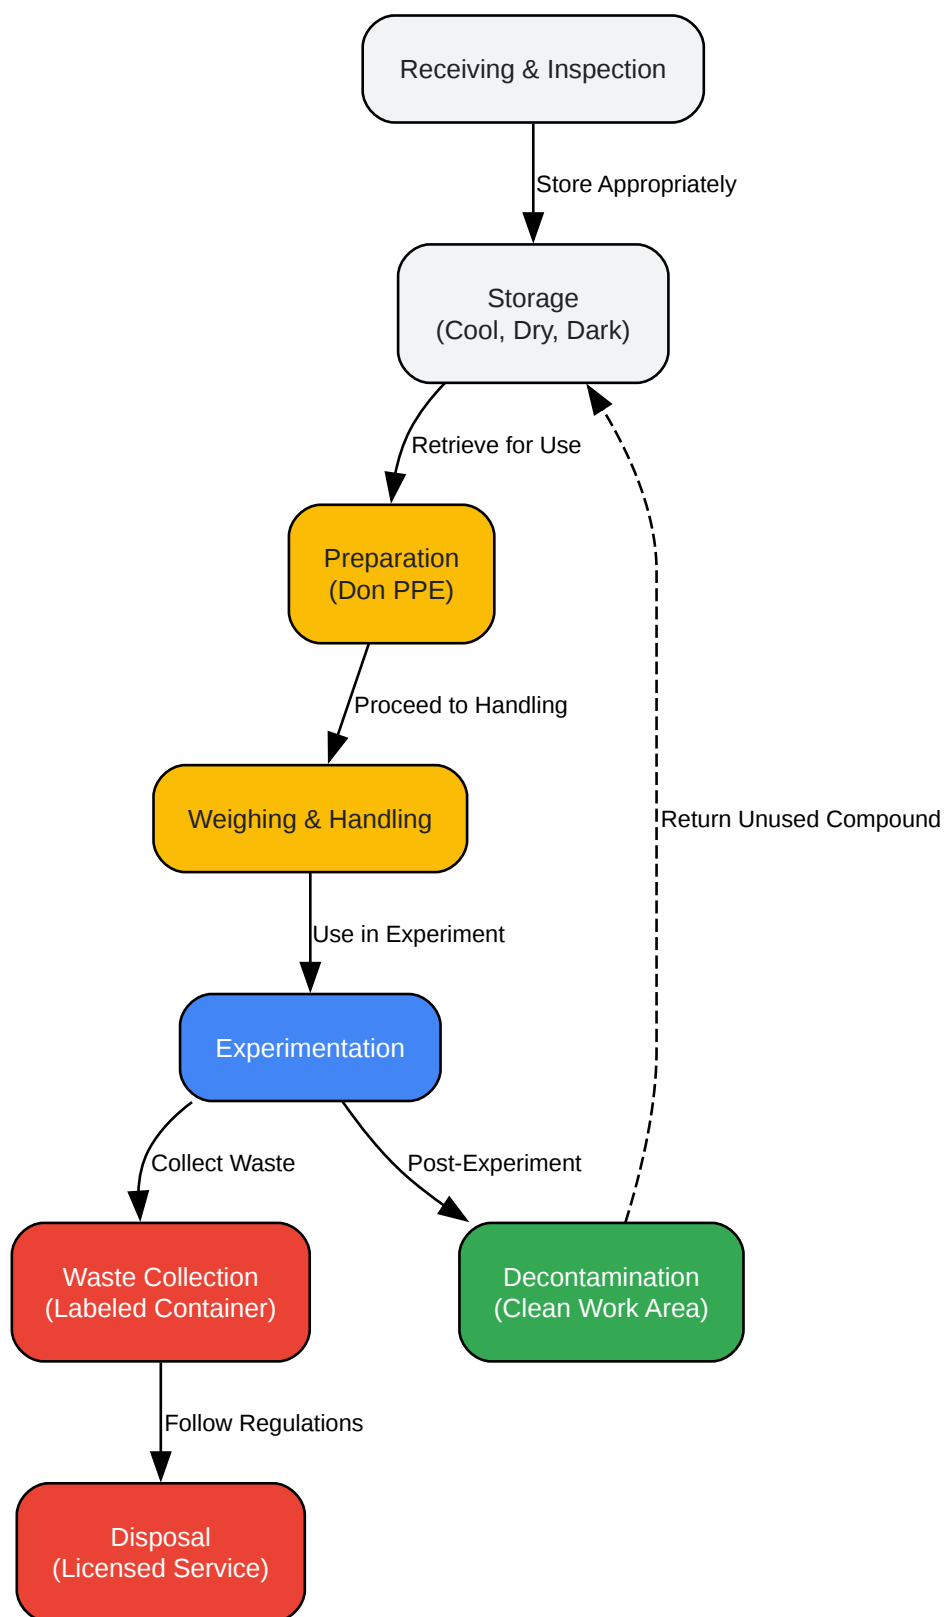 Receiving & Inspection
Store Appropriately
Storage
(Cool, Dry, Dark)
Retrieve for Use
Preparation
(Don PPE)
Proceed to Handling
Weighing & Handling
Return Unused Compound
Use in Experiment
Experimentation
Collect Waste
Post-Experiment
Waste Collection
(Labeled Container)
Decontamination
(Clean Work Area)
Follow Regulations
Disposal
(Licensed Service)